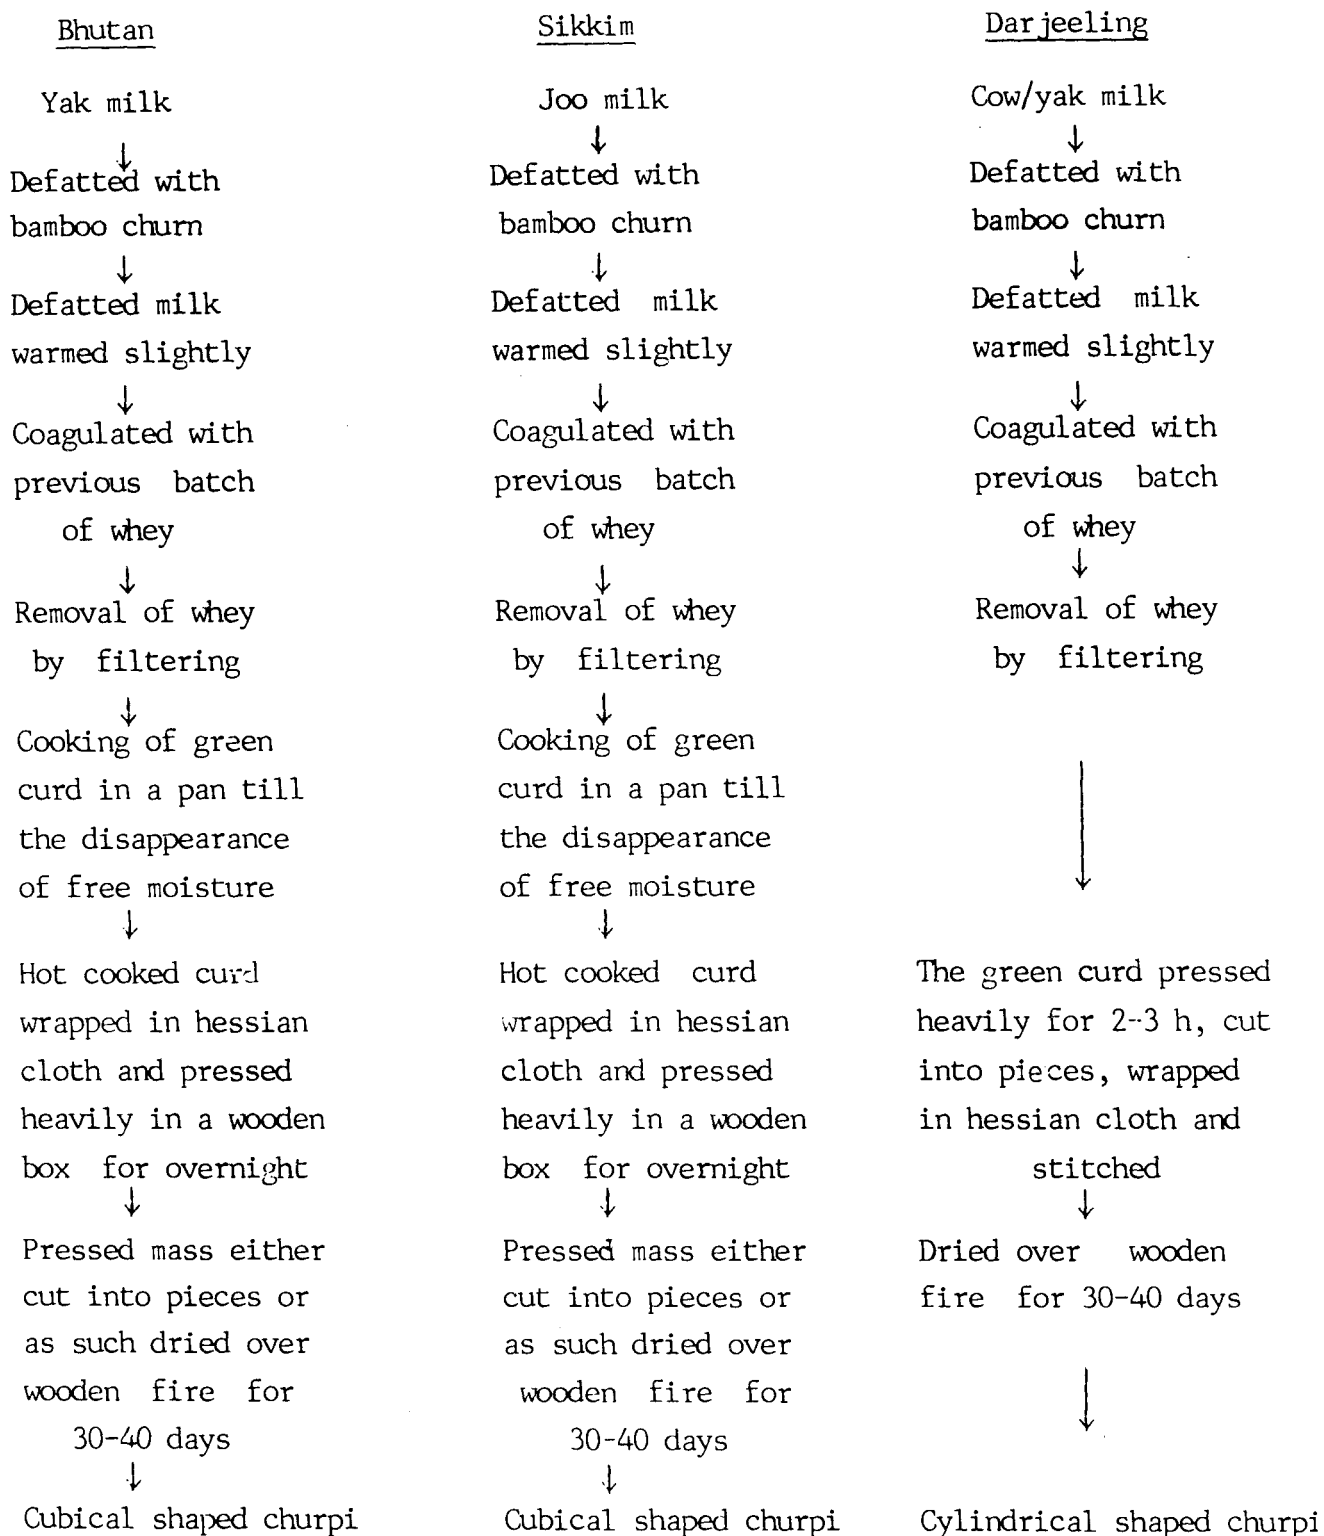 Bhutan
Yak milk
↓
Defatted with
bamboo churn
↓
Defatted milk
warmed slightly
↓
Coagulated with
previous batch
of whey
↓
Removal of whey
by filtering
↓
Cooking of green
curd in a pan till
the disappearance
of free moisture
↓
Hot cooked curd
wrapped in hessian
cloth and pressed
heavily in a wooden
box for overnight
↓
Pressed mass either
cut into pieces or
as such dried over
wooden fire for
30-40 days
↓
Cubical shaped churpi
Sikkim
Joo milk
↓
Defatted with
bamboo churn
↓
Defatted milk
warmed slightly
↓
Coagulated with
previous batch
of whey
↓
Removal of whey
by filtering
↓
Cooking of green
curd in a pan till
the disappearance
of free moisture
↓
Hot cooked curd
wrapped in hessian
cloth and pressed
heavily in a wooden
box for overnight
↓
Pressed mass either
cut into pieces or
as such dried over
wooden fire for
30-40 days
↓
Cubical shaped churpi
Darjeeling
Cow/yak milk
↓
Defatted with
bamboo churn
↓
Defatted milk
warmed slightly
↓
Coagulated with
previous batch
of whey
↓
Removal of whey
by filtering
↓
The green curd pressed
heavily for 2-3 h, cut
into pieces, wrapped
in hessian cloth and
stitched
↓
Dried over wooden
fire for 30-40 days
↓
Cylindrical shaped churpi